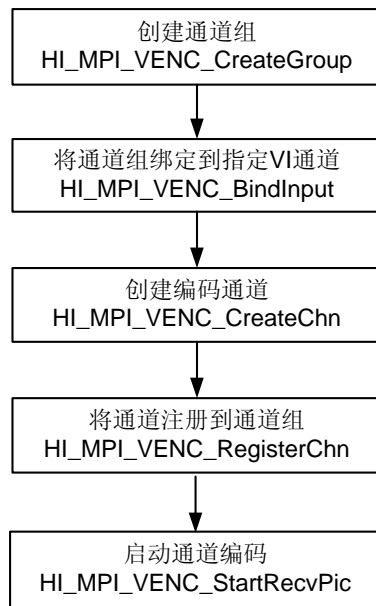 创建通道组
HI_MPI_VENC_CreateGroup
将通道组绑定到指定VI通道
HI_MPI_VENC_BindInput
创建编码通道
HI_MPI_VENC_CreateChn
将通道注册到通道组
HI_MPI_VENC_RegisterChn
启动通道编码
HI_MPI_VENC_StartRecvPic